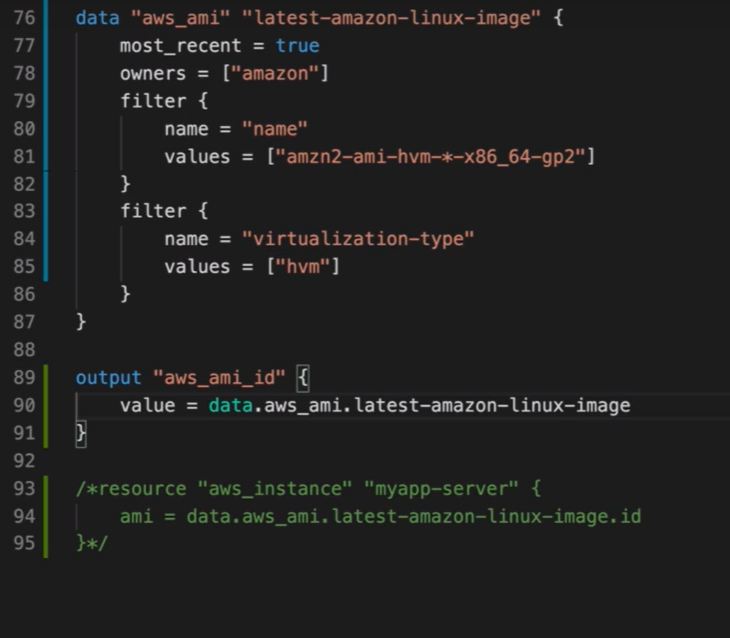 76 data "aws_ami" "latest-amazon-linux-image" {
77     most_recent = true
78     owners = ["amazon"]
79     filter {
80         name = "name"
81         values = ["amzn2-ami-hvm-*-x86_64-gp2"]
82     }
83     filter {
84         name = "virtualization-type"
85         values = ["hvm"]
86     }
87 }
88
89 output "aws_ami_id" {
90     value = data.aws_ami.latest-amazon-linux-image
91 }
92
93 /*resource "aws_instance" "myapp-server" {
94     ami = data.aws_ami.latest-amazon-linux-image.id
95 }*/